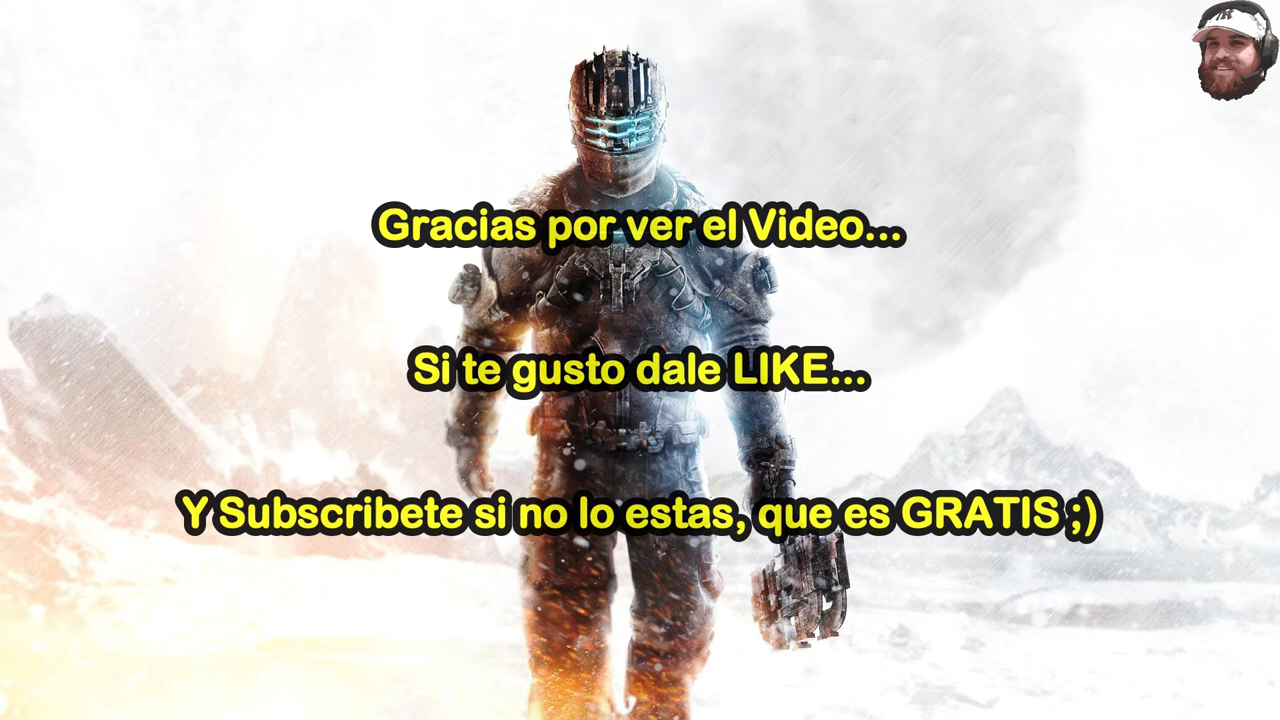 Gracias por ver el Video...
Si te gusto dale LIKE...
Y Subscribete si no lo estas, que es GRATIS ;)